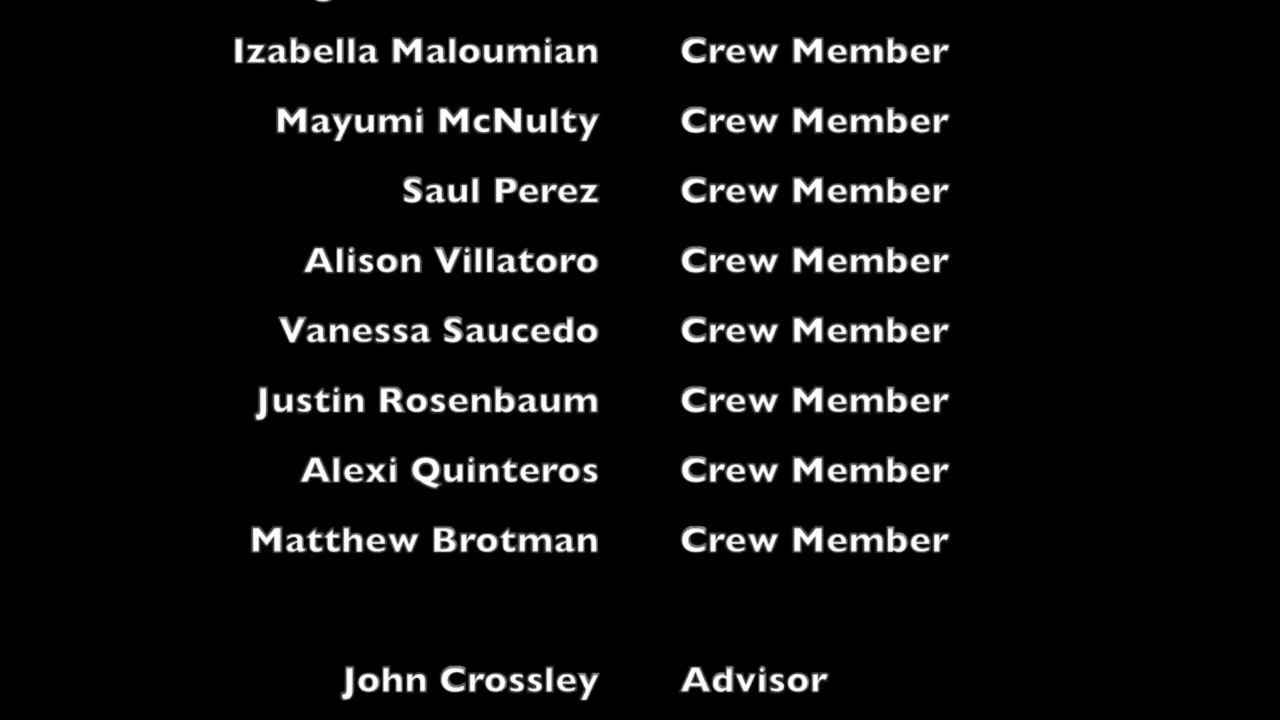 Izabella Maloumian Crew Member
Mayumi McNulty Crew Member
Saul Perez Crew Member
Alison Villatoro Crew Member
Vanessa Saucedo Crew Member
Justin Rosenbaum Crew Member
Alexi Quinteros Crew Member
Matthew Brotman Crew Member
John Crossley Advisor